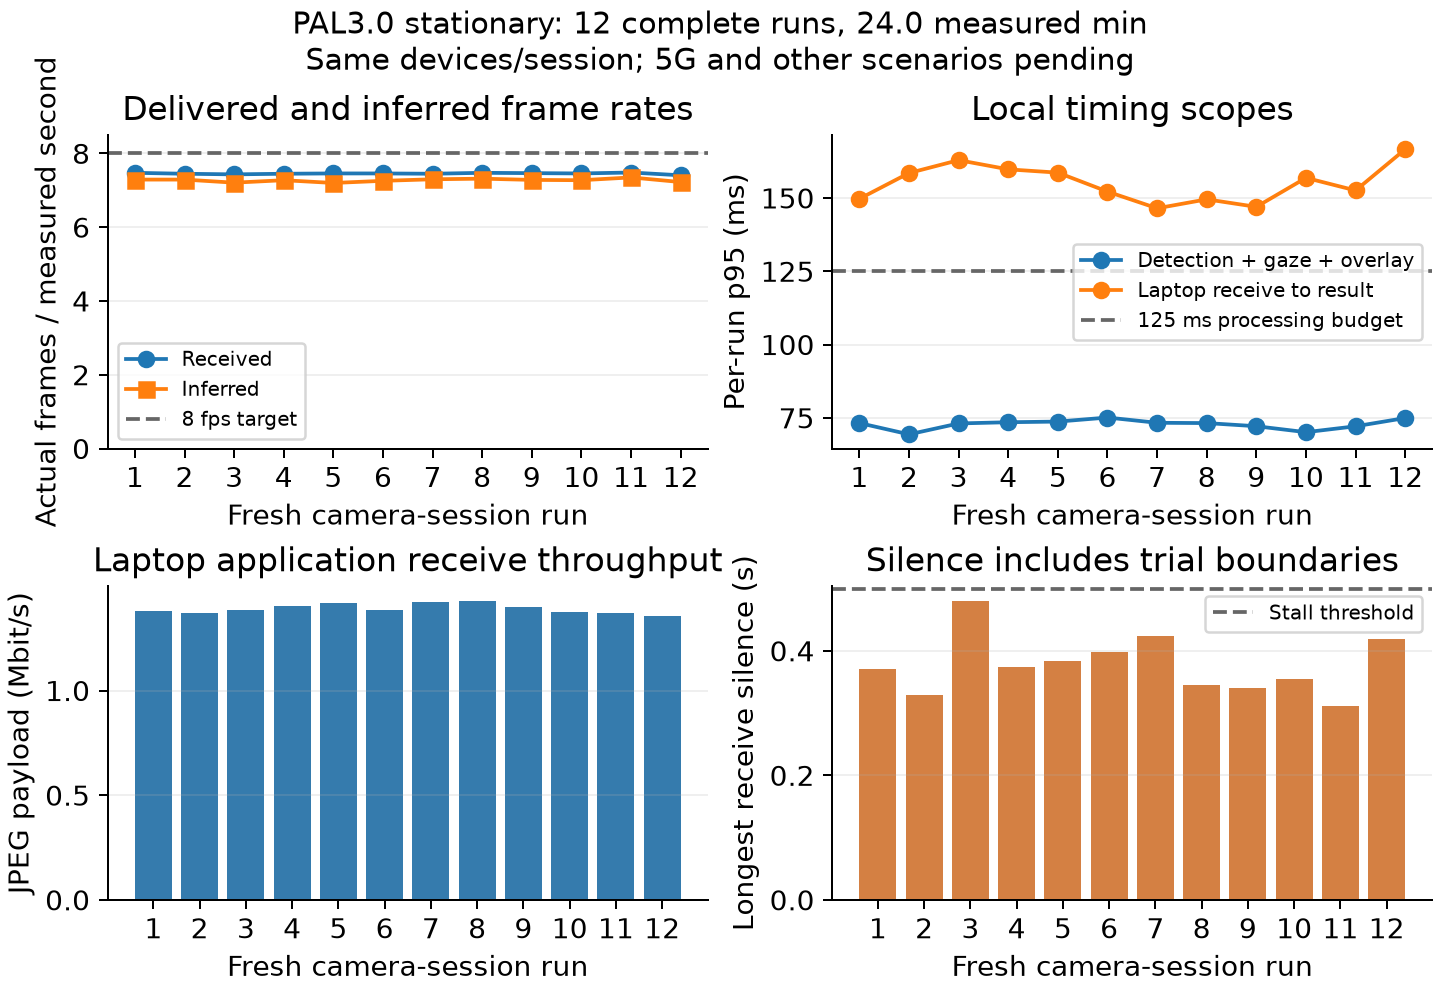 PAL3.0 stationary: 12 complete runs, 24.0 measured min
Same devices/session; 5G and other scenarios pending
Delivered and inferred frame rates
Actual frames / measured second
8
6
4
2
0
Received
Inferred
8 fps target
1 2 3 4 5 6 7 8 9 10 11 12
Fresh camera-session run
Local timing scopes
Per-run p95 (ms)
150
125
100
75
Detection + gaze + overlay
Laptop receive to result
125 ms processing budget
1 2 3 4 5 6 7 8 9 10 11 12
Fresh camera-session run
Laptop application receive throughput
JPEG payload (Mbit/s)
1.0
0.5
0.0
1 2 3 4 5 6 7 8 9 10 11 12
Fresh camera-session run
Silence includes trial boundaries
Longest receive silence (s)
0.4
0.2
0.0
Stall threshold
1 2 3 4 5 6 7 8 9 10 11 12
Fresh camera-session run